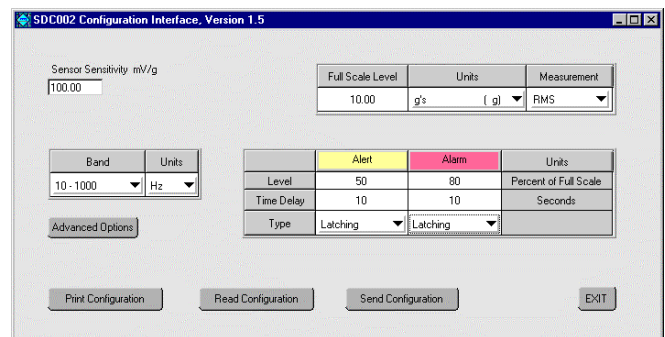 SDC002 Configuration Interface, Version 1.5
Sensor Sensitivity mV/g
100.00
Full Scale Level Units Measurement
10.00 g's ( g) RMS
Band Units
10 - 1000 Hz
Alert Alarm Units
Level 50 80 Percent of Full Scale
Time Delay 10 10 Seconds
Type Latching Latching
Advanced Options
Print Configuration Read Configuration Send Configuration EXIT